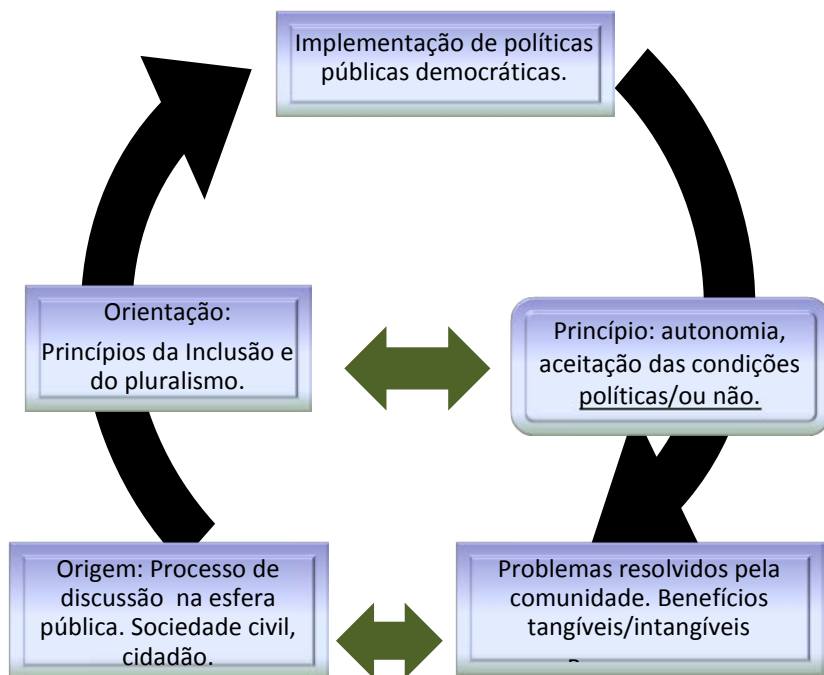 Implementação de políticas
públicas democráticas.
Orientação:
Princípios da Inclusão e
do pluralismo.
Princípio: autonomia,
aceitação das condições
políticas/ou não.
Origem: Processo de
discussão na esfera
pública. Sociedade civil,
cidadão.
Problemas resolvidos pela
comunidade. Benefícios
tangíveis/intangíveis